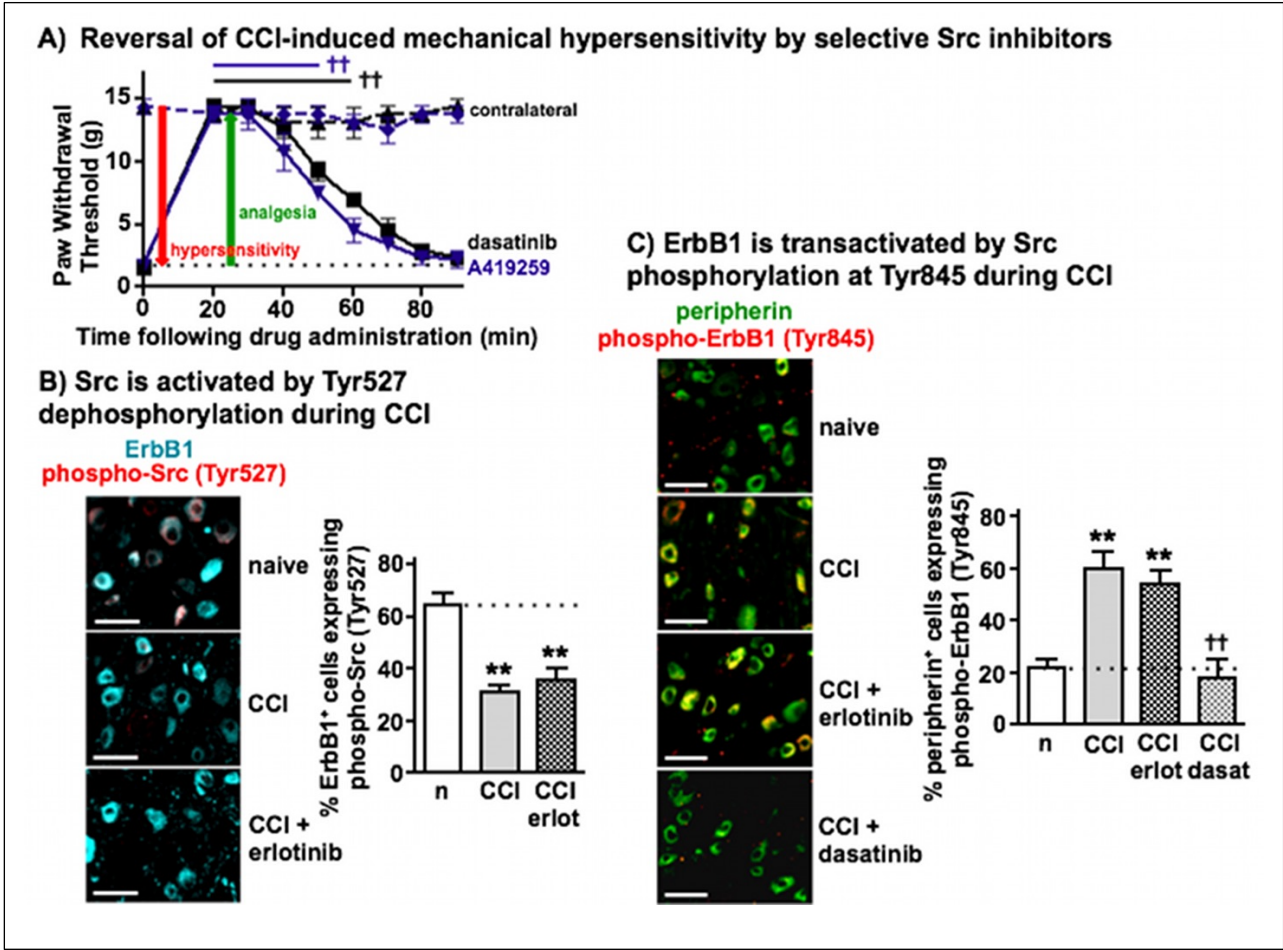 A) Reversal of CCI-induced mechanical hypersensitivity by selective Src inhibitors
††
††
Paw Withdrawal
Threshold (g)
15
10
5
0
contralateral
analgesia
hypersensitivity
dasatinib
A419259
0 20 40 60 80
Time following drug administration (min)
B) Src is activated by Tyr527
dephosphorylation during CCI
ErbB1
phospho-Src (Tyr527)
naive
CCI
CCI +
erlotinib
% ErbB1⁺ cells expressing
phospho-Src (Tyr527)
80
60
40
20
0
**
**
n CCI CCI
erlot
C) ErbB1 is transactivated by Src
phosphorylation at Tyr845 during CCI
peripherin
phospho-ErbB1 (Tyr845)
naive
CCI
CCI +
erlotinib
CCI +
dasatinib
% peripherin⁺ cells expressing
phospho-ErbB1 (Tyr845)
80
60
40
20
0
**
**
††
n CCI CCI CCI
erlot dasat